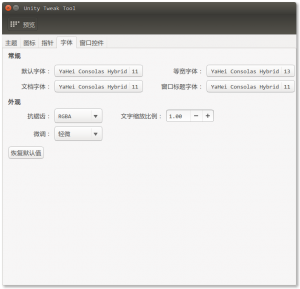 Unity Tweak Tool
预览
主题 图标 指针 字体 窗口控件
常规
默认字体： YaHei Consolas Hybrid 11 等宽字体： YaHei Consolas Hybrid 13
文档字体： YaHei Consolas Hybrid 11 窗口标题字体： YaHei Consolas Hybrid 11
外观
抗锯齿： RGBA 文字缩放比例： 1.00 − +
微调： 轻微
恢复默认值